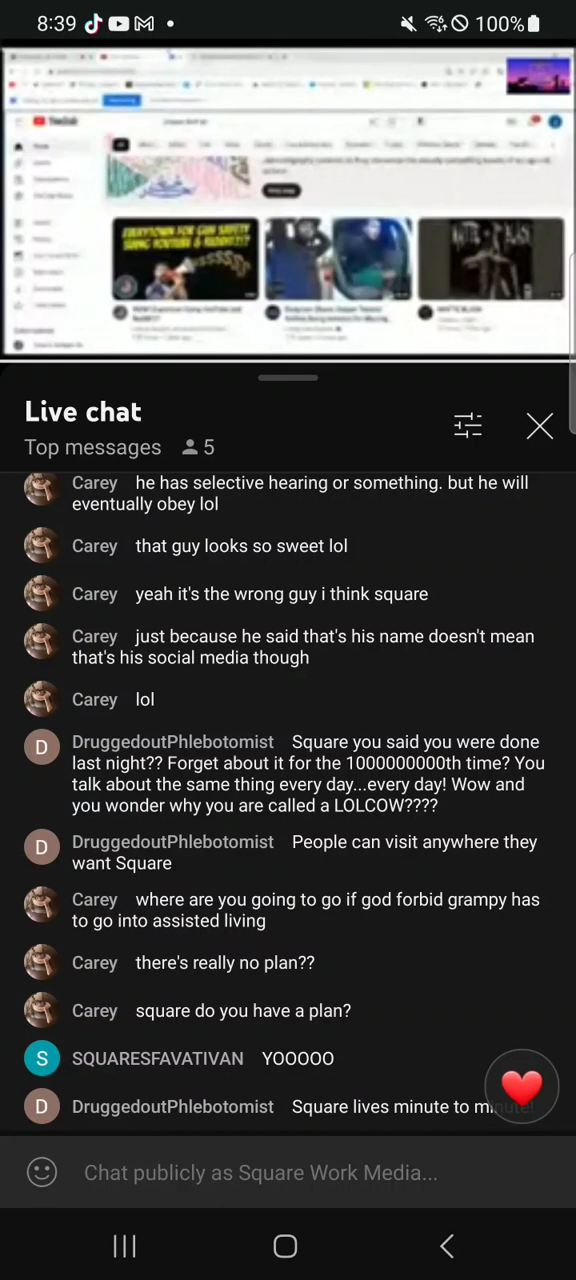 8:39
100%
EVERYTOWN FOR GUN SAFETY
SUING YOUTUBE & REDDIT??
Live chat
Top messages 5
Carey he has selective hearing or something. but he will
eventually obey lol
Carey that guy looks so sweet lol
Carey yeah it's the wrong guy i think square
Carey just because he said that's his name doesn't mean
that's his social media though
Carey lol
D DruggedoutPhlebotomist Square you said you were done
last night?? Forget about it for the 1000000000th time? You
talk about the same thing every day...every day! Wow and
you wonder why you are called a LOLCOW????
D DruggedoutPhlebotomist People can visit anywhere they
want Square
Carey where are you going to go if god forbid grampy has
to go into assisted living
Carey there's really no plan??
Carey square do you have a plan?
S SQUARESFAVATIVAN YOOOOO
D DruggedoutPhlebotomist Square lives minute to minute!
Chat publicly as Square Work Media...